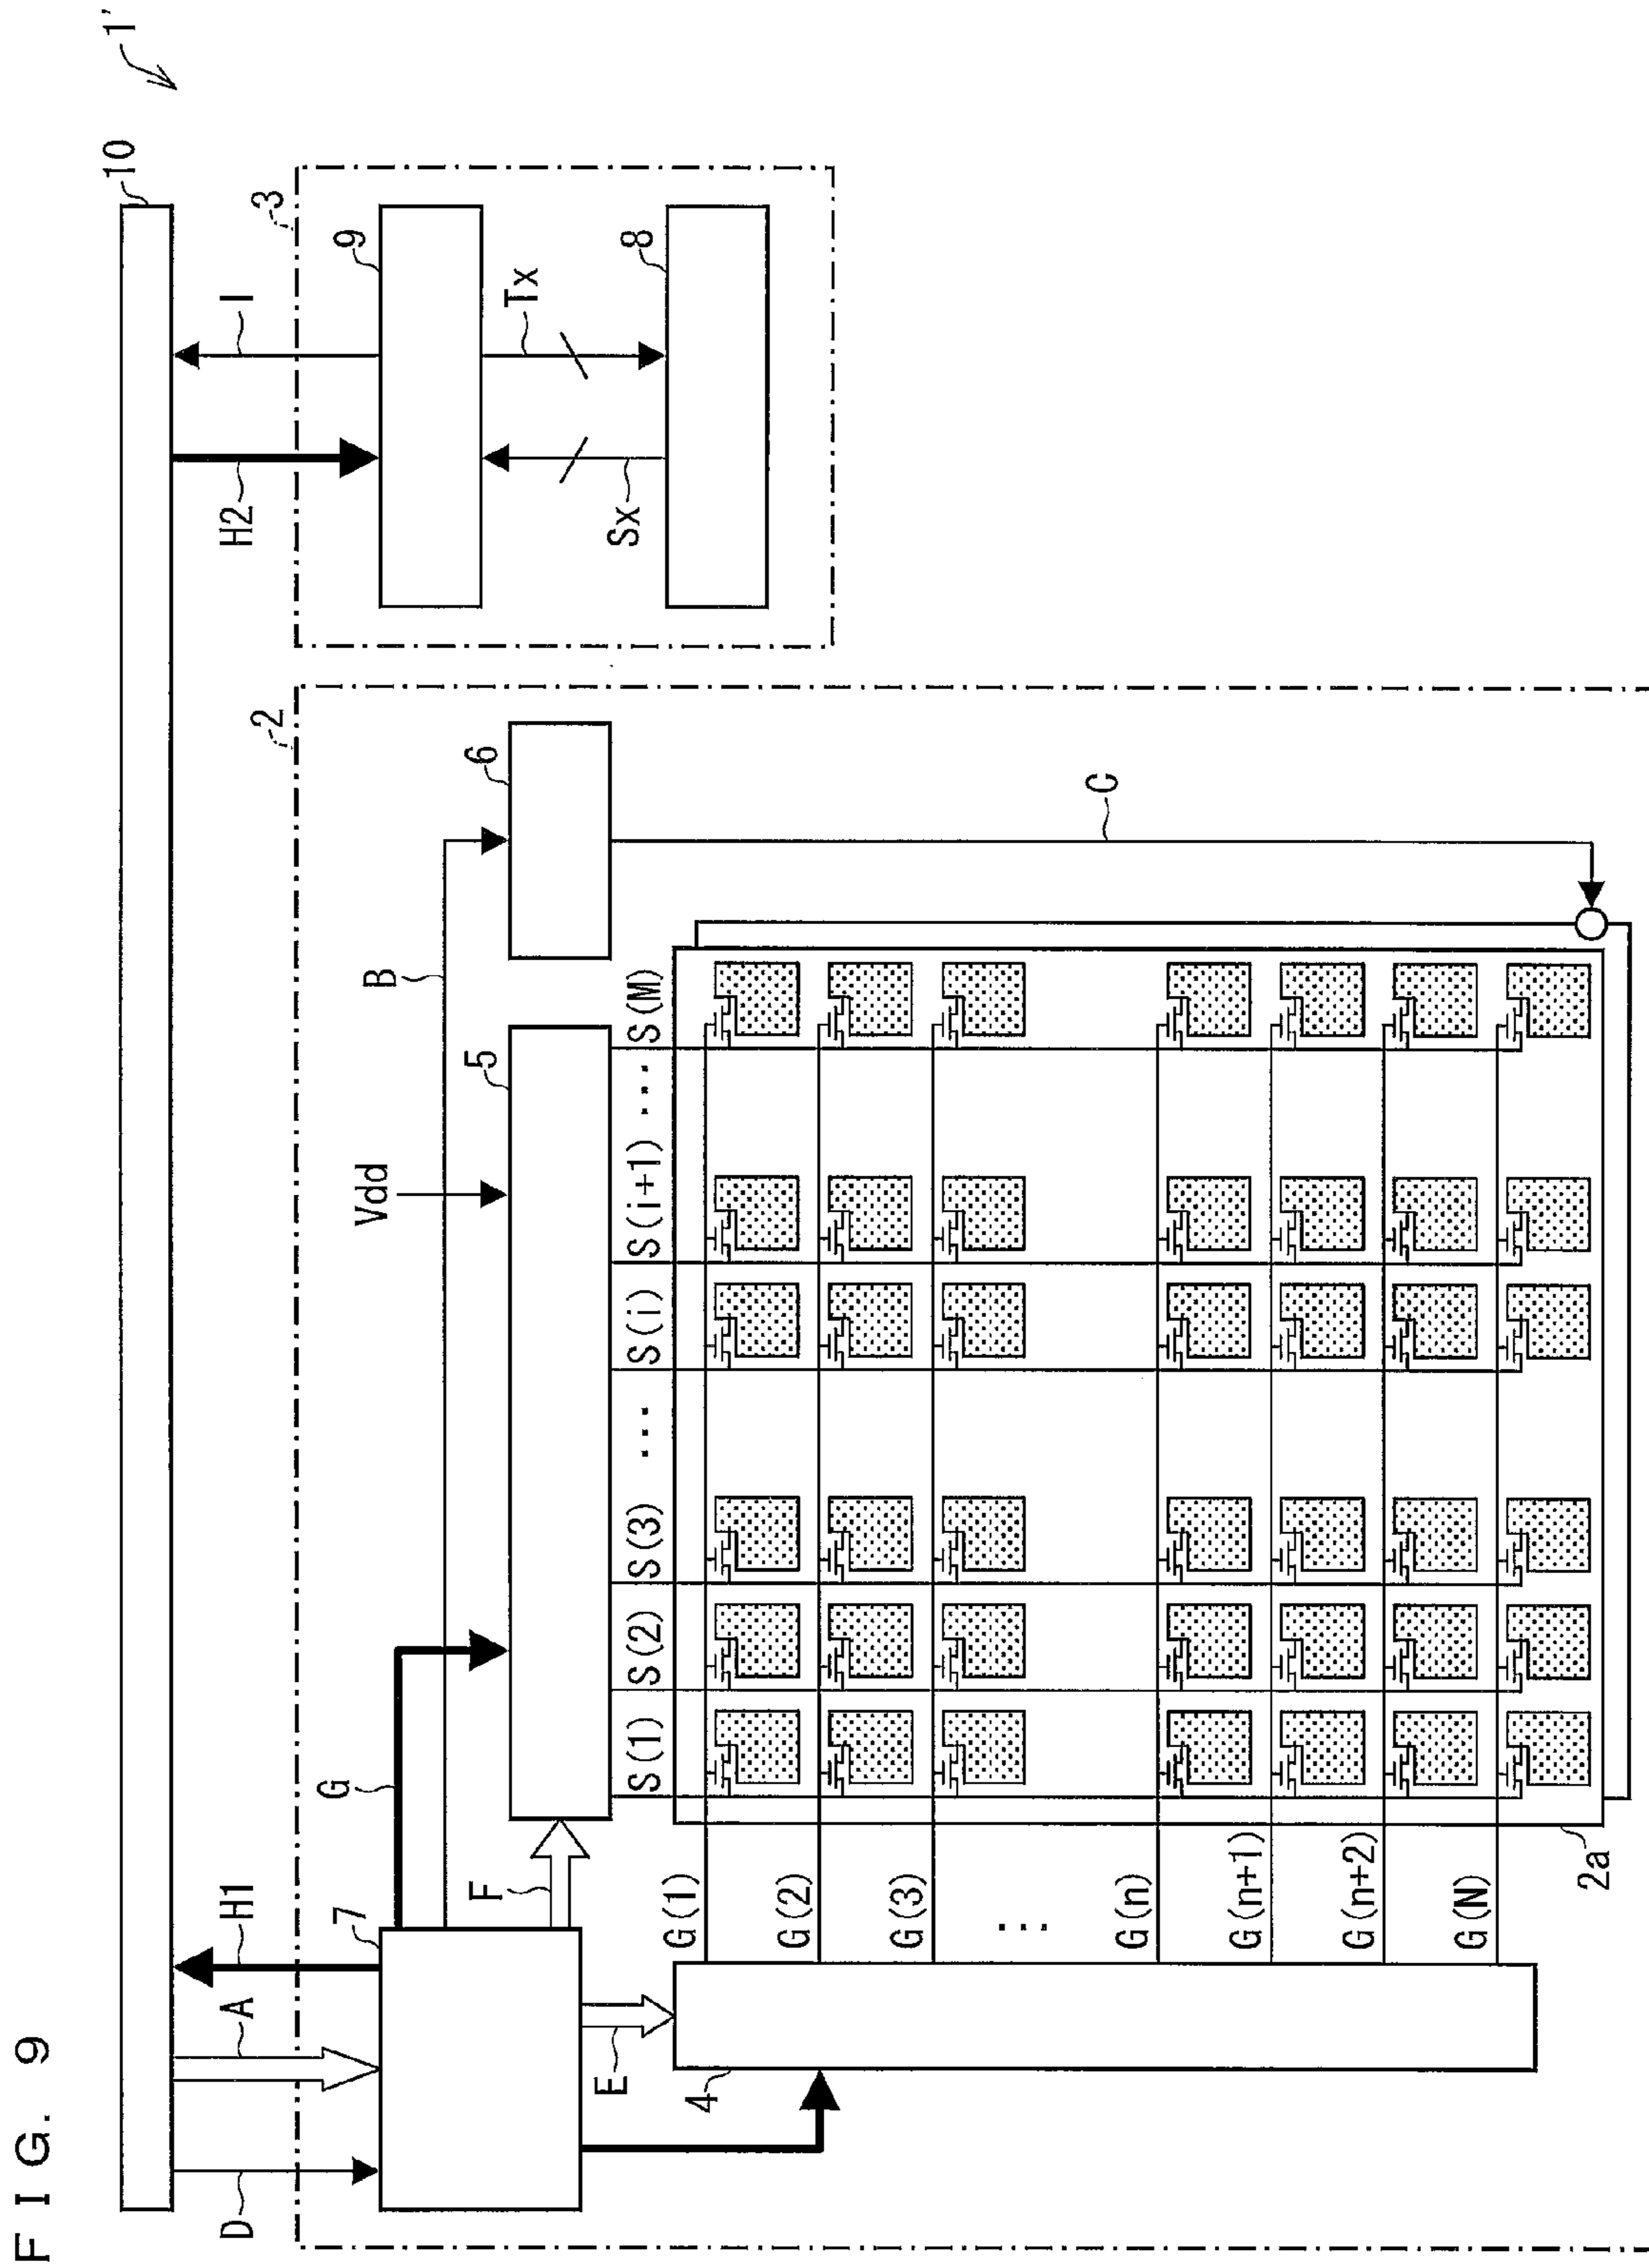 FIG. 9
1'
10
D
A
H1
H2
I
2
3
7
G
B
Vdd
9
F
5
6
Sx
Tx
8
E
4
S(1)
S(2)
S(3)
...
S(i)
S(i+1)
...
S(M)
G(1)
G(2)
G(3)
...
G(n)
G(n+1)
G(n+2)
G(N)
C
2a